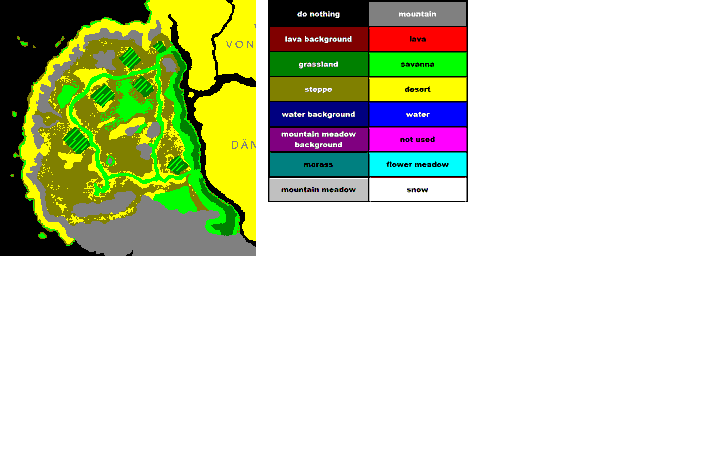 VON
DÄN
do nothing
mountain
lava background
lava
grassland
savanna
steppe
desert
water background
water
mountain meadow
background
not used
morass
flower meadow
mountain meadow
snow